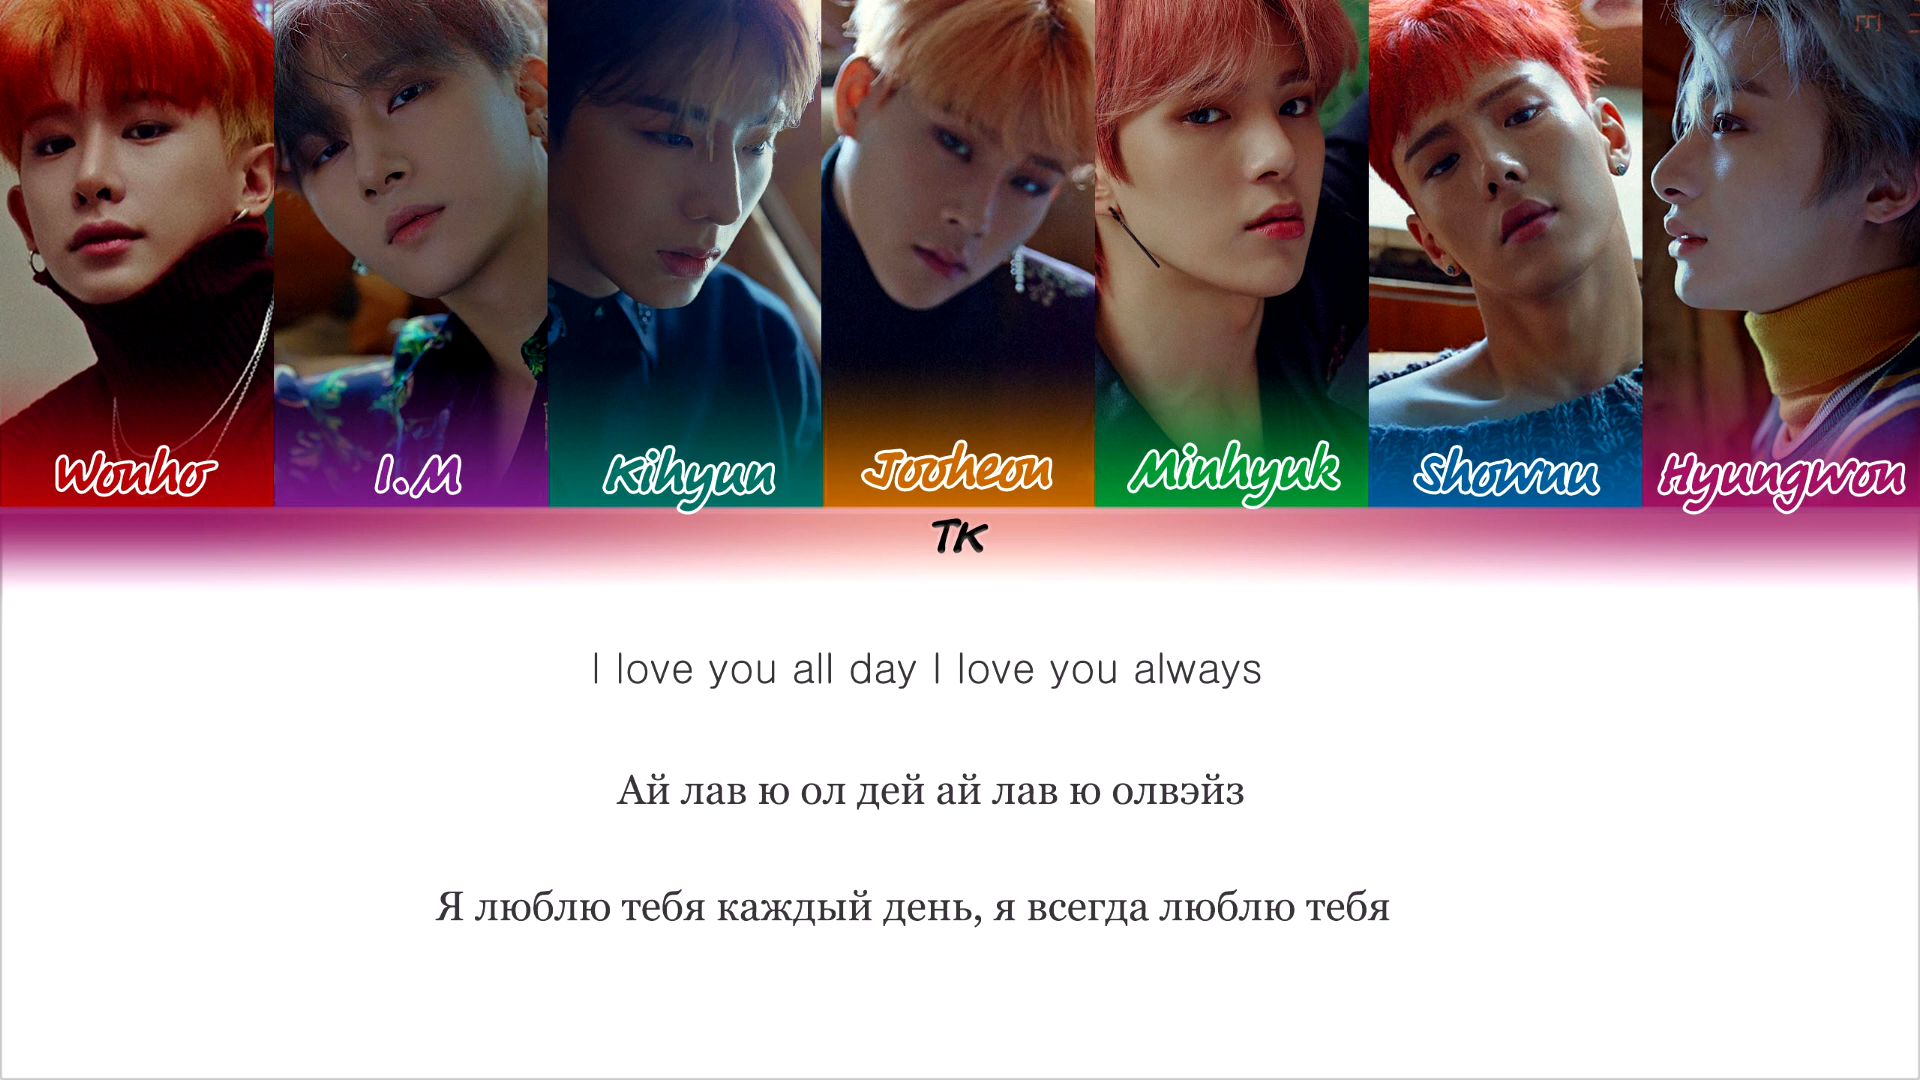 Wonho I.M Kihyun Jooheon Minhyuk Shownu Hyungwon
TK
I love you all day I love you always
Ай лав ю ол дей ай лав ю олвэйз
Я люблю тебя каждый день, я всегда люблю тебя